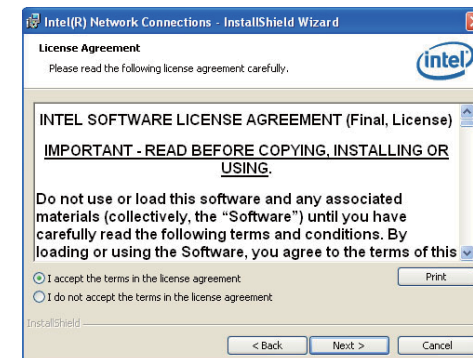 Intel(R) Network Connections - InstallShield Wizard
License Agreement
Please read the following license agreement carefully.
intel
INTEL SOFTWARE LICENSE AGREEMENT (Final, License)
IMPORTANT - READ BEFORE COPYING, INSTALLING OR
USING.
Do not use or load this software and any associated
materials (collectively, the “Software”) until you have
carefully read the following terms and conditions. By
loading or using the Software, you agree to the terms of this
I accept the terms in the license agreement
Print
I do not accept the terms in the license agreement
InstallShield
< Back
Next >
Cancel